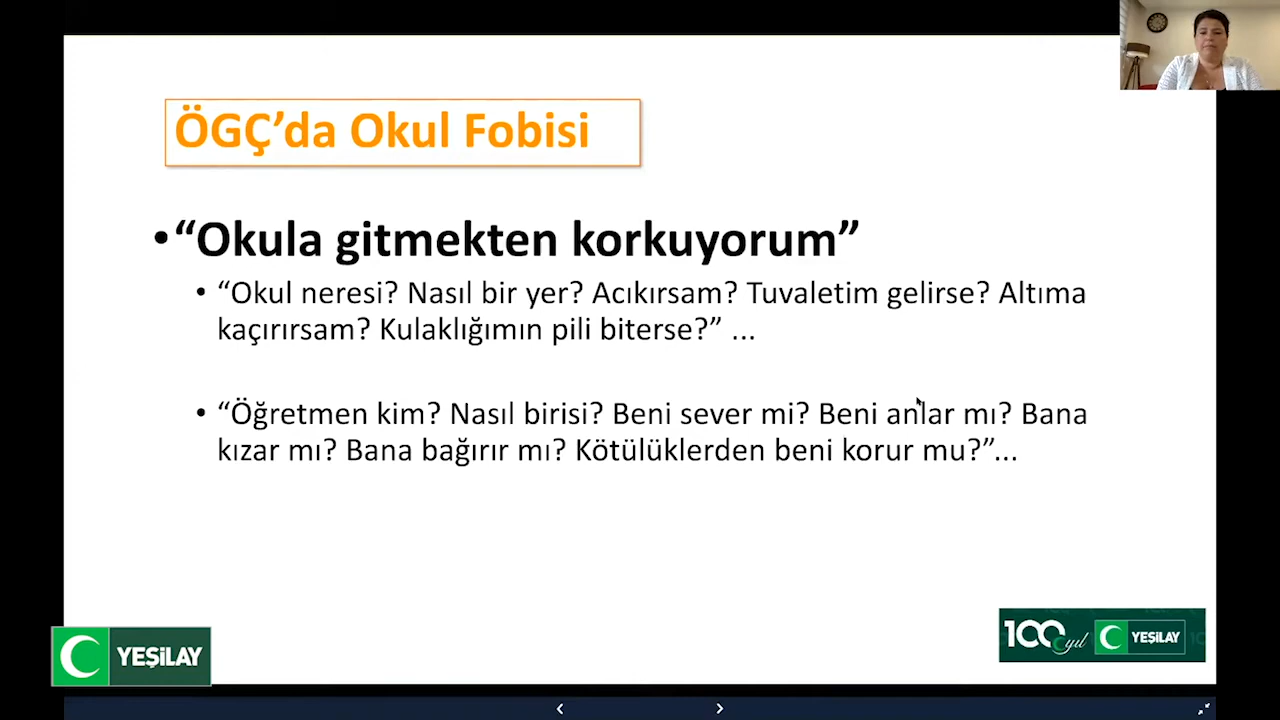 ÖGÇ’da Okul Fobisi
•“Okula gitmekten korkuyorum”
• “Okul neresi? Nasıl bir yer? Acıkırsam? Tuvaletim gelirse? Altıma
kaçırırsam? Kulaklığımın pili biterse?” ...
• “Öğretmen kim? Nasıl birisi? Beni sever mi? Beni anlar mı? Bana
kızar mı? Bana bağırır mı? Kötülüklerden beni korur mu?”...
YEŞİLAY
100 yıl YEŞİLAY